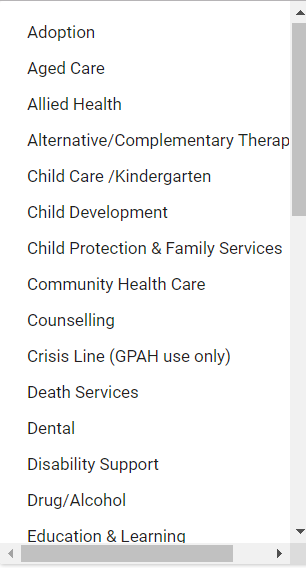 Adoption
Aged Care
Allied Health
Alternative/Complementary Therap
Child Care /Kindergarten
Child Development
Child Protection & Family Services
Community Health Care
Counselling
Crisis Line (GPAH use only)
Death Services
Dental
Disability Support
Drug/Alcohol
Education & Learning